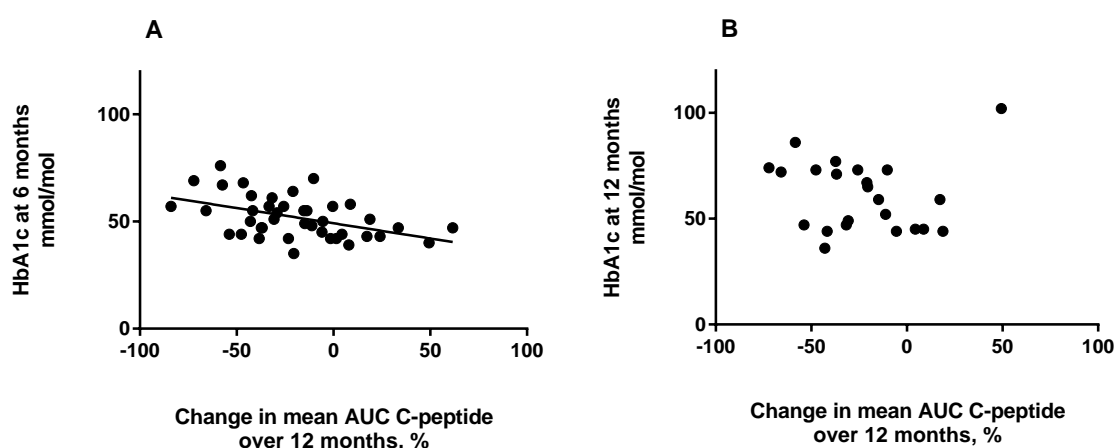 A
HbA1c at 6 months
mmol/mol
100
50
0
-100
-50
0
50
100
Change in mean AUC C-peptide
over 12 months, %
B
HbA1c at 12 months
mmol/mol
100
50
0
-100
-50
0
50
100
Change in mean AUC C-peptide
over 12 months, %